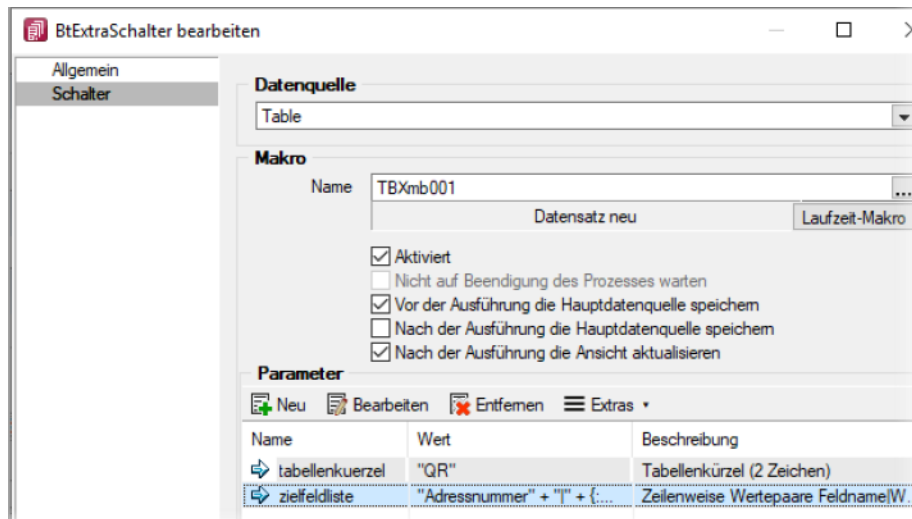 BtExtraSchalter bearbeiten
Allgemein
Schalter
Datenquelle
Table
Makro
Name TBXmb001 ...
Datensatz neu Laufzeit-Makro
Aktiviert
Nicht auf Beendigung des Prozesses warten
Vor der Ausführung die Hauptdatenquelle speichern
Nach der Ausführung die Hauptdatenquelle speichern
Nach der Ausführung die Ansicht aktualisieren
Parameter
Neu Bearbeiten Entfernen Extras
Name Wert Beschreibung
tabellenkuerzel "QR" Tabellenkürzel (2 Zeichen)
zielfeldliste "Adressnummer" + "|" + {:... Zeilenweise Wertepaare Feldname|W...